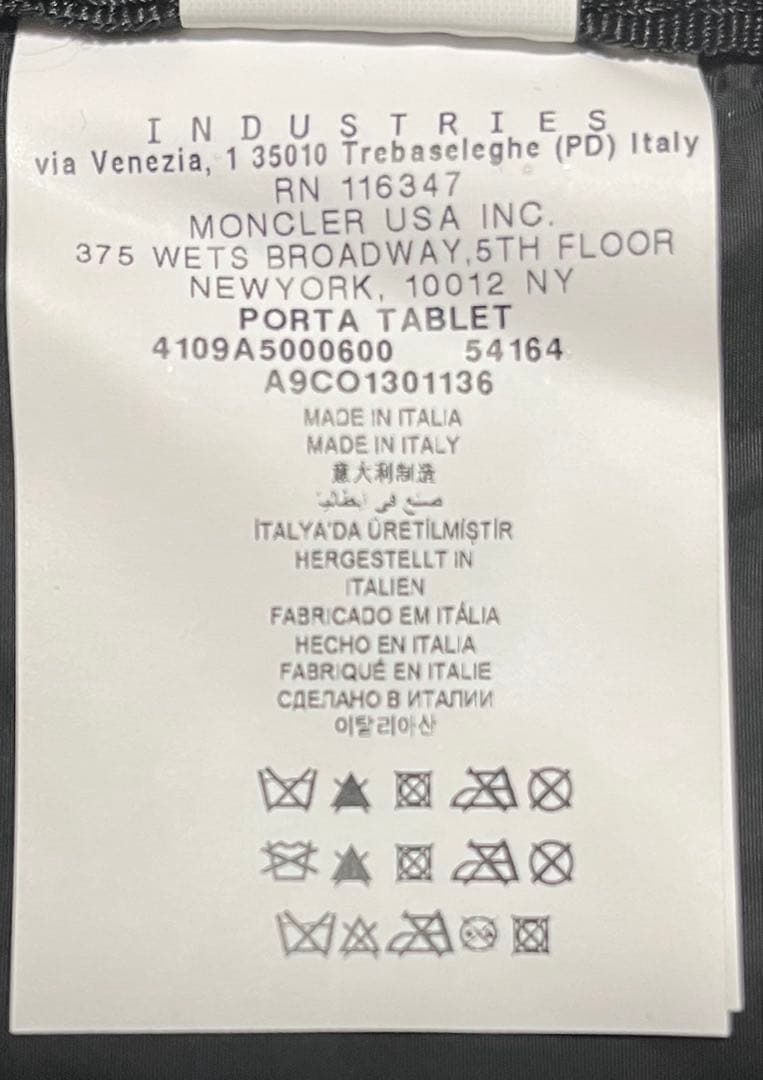 INDUSTRIES
via Venezia, 1 35010 Trebaseleghe (PD) Italy
RN 116347
MONCLER USA INC.
375 WETS BROADWAY,5TH FLOOR
NEWYORK, 10012 NY
PORTA TABLET
4109A5000600 54164
A9CO1301136
MADE IN ITALIA
MADE IN ITALY
意大利制造
صنع في إيطاليا
İTALYA'DA ÜRETİLMİŞTİR
HERGESTELLT IN
ITALIEN
FABRICADO EM ITÁLIA
HECHO EN ITALIA
FABRIQUÉ EN ITALIE
СДЕЛАНО В ИТАЛИИ
이탈리아산